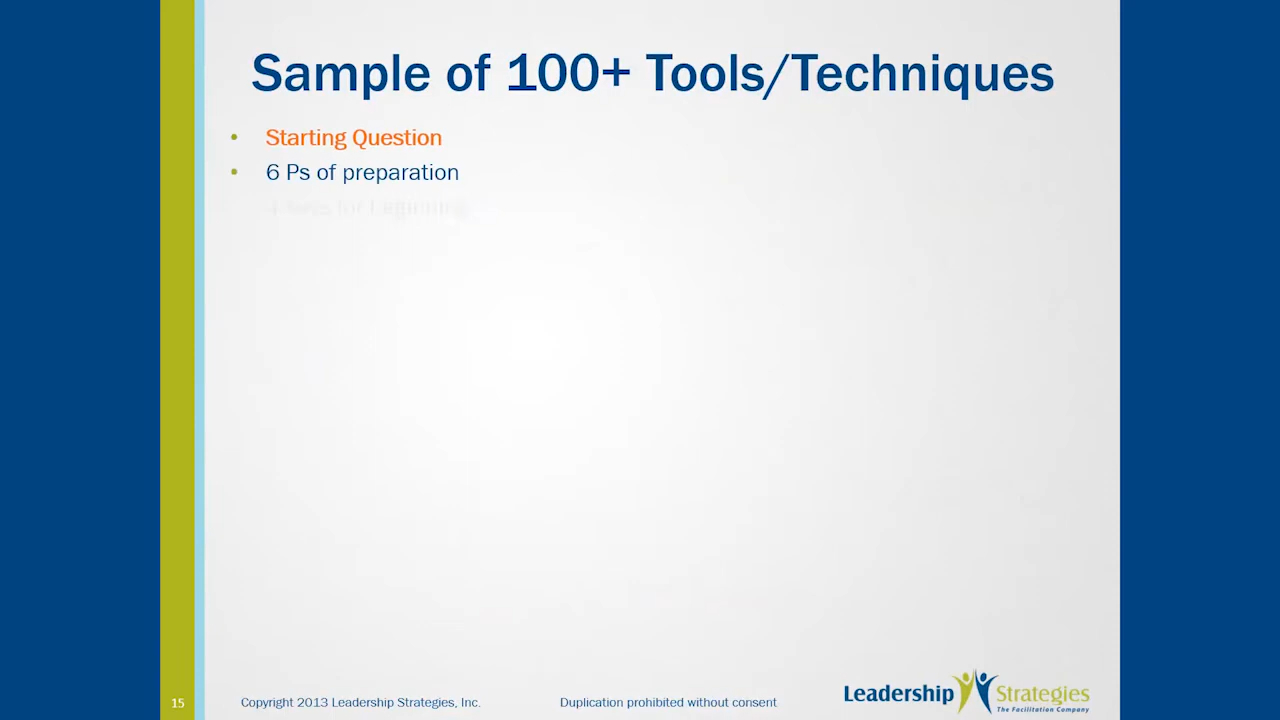 Sample of 100+ Tools/Techniques
• Starting Question
• 6 Ps of preparation
for
15
Copyright 2013 Leadership Strategies, Inc.
Duplication prohibited without consent
Leadership Strategies
The Facilitation Company